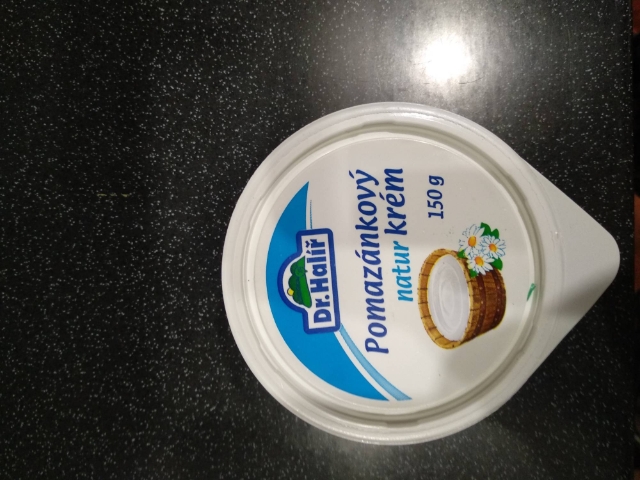 Dr. Halíř
Pomazánkový
natur krém
150 g